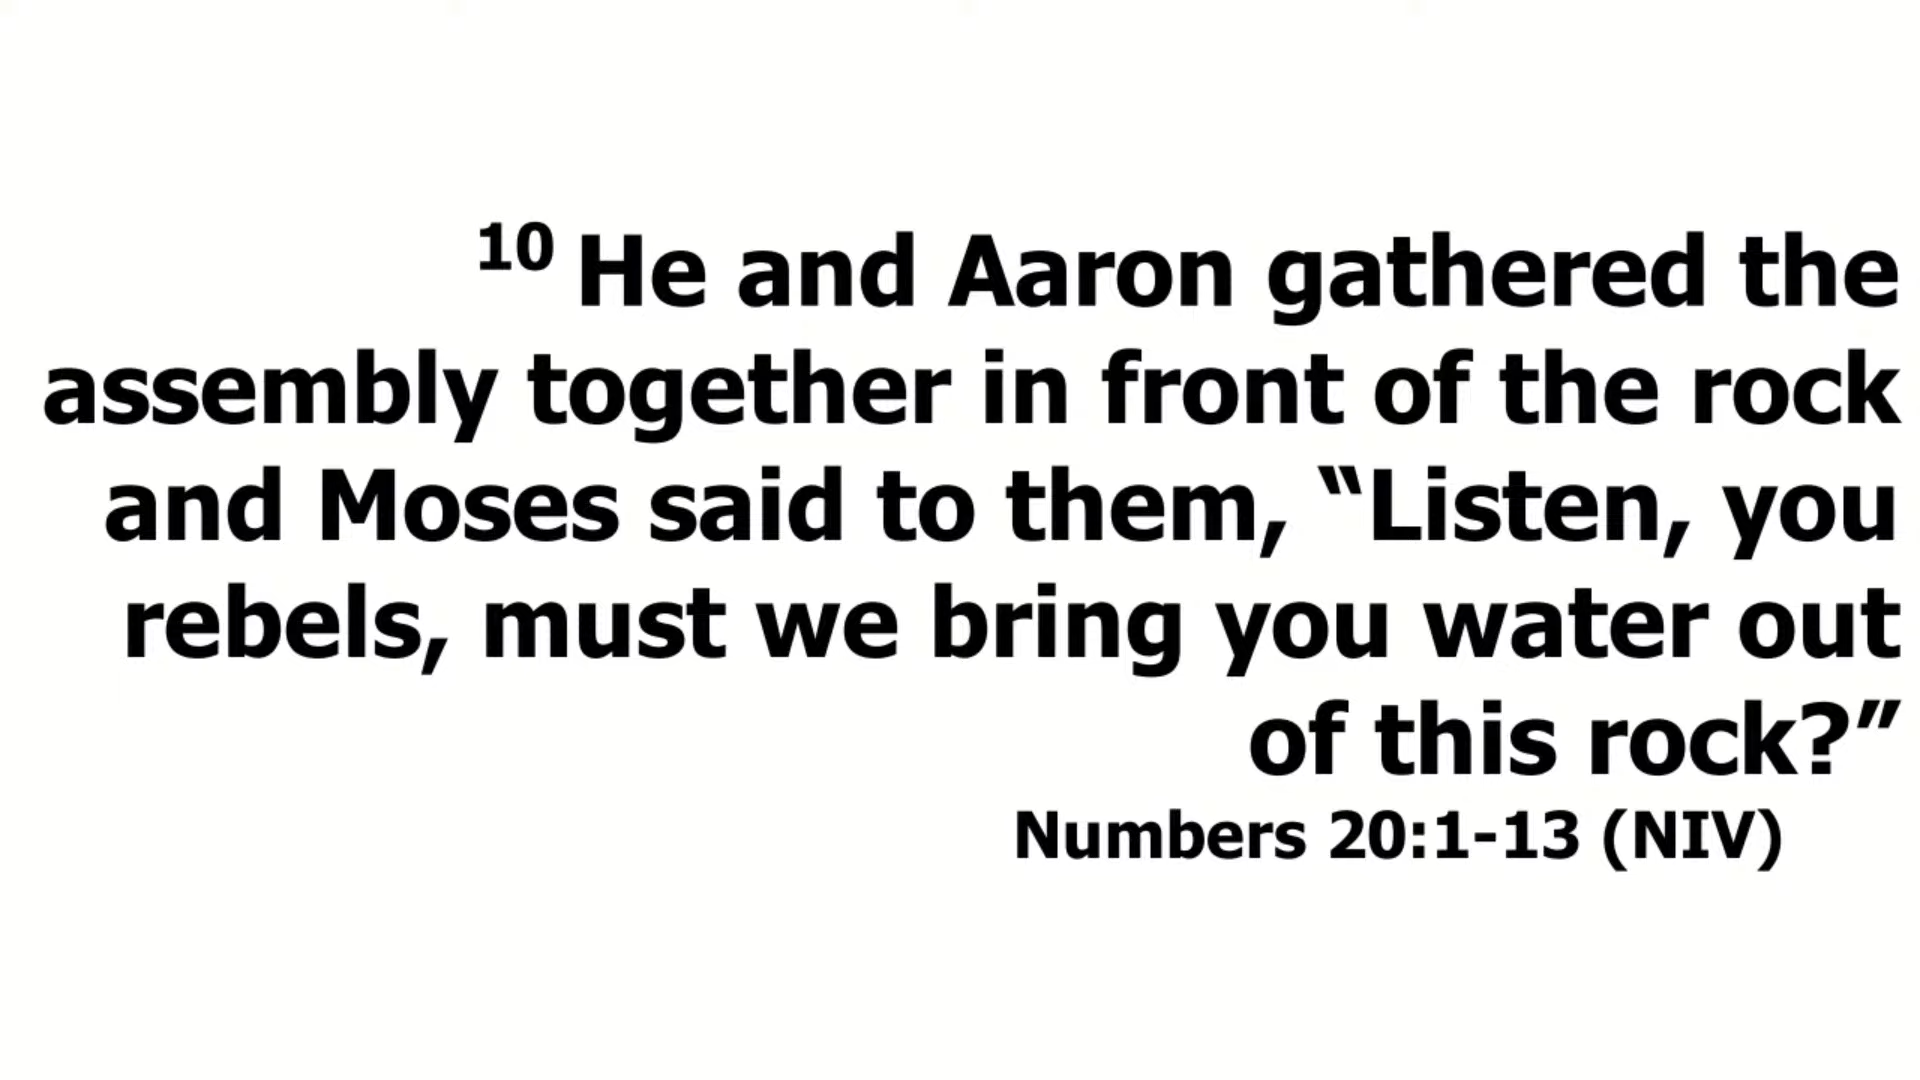 10 He and Aaron gathered the
assembly together in front of the rock
and Moses said to them, “Listen, you
rebels, must we bring you water out
of this rock?”
Numbers 20:1-13 (NIV)